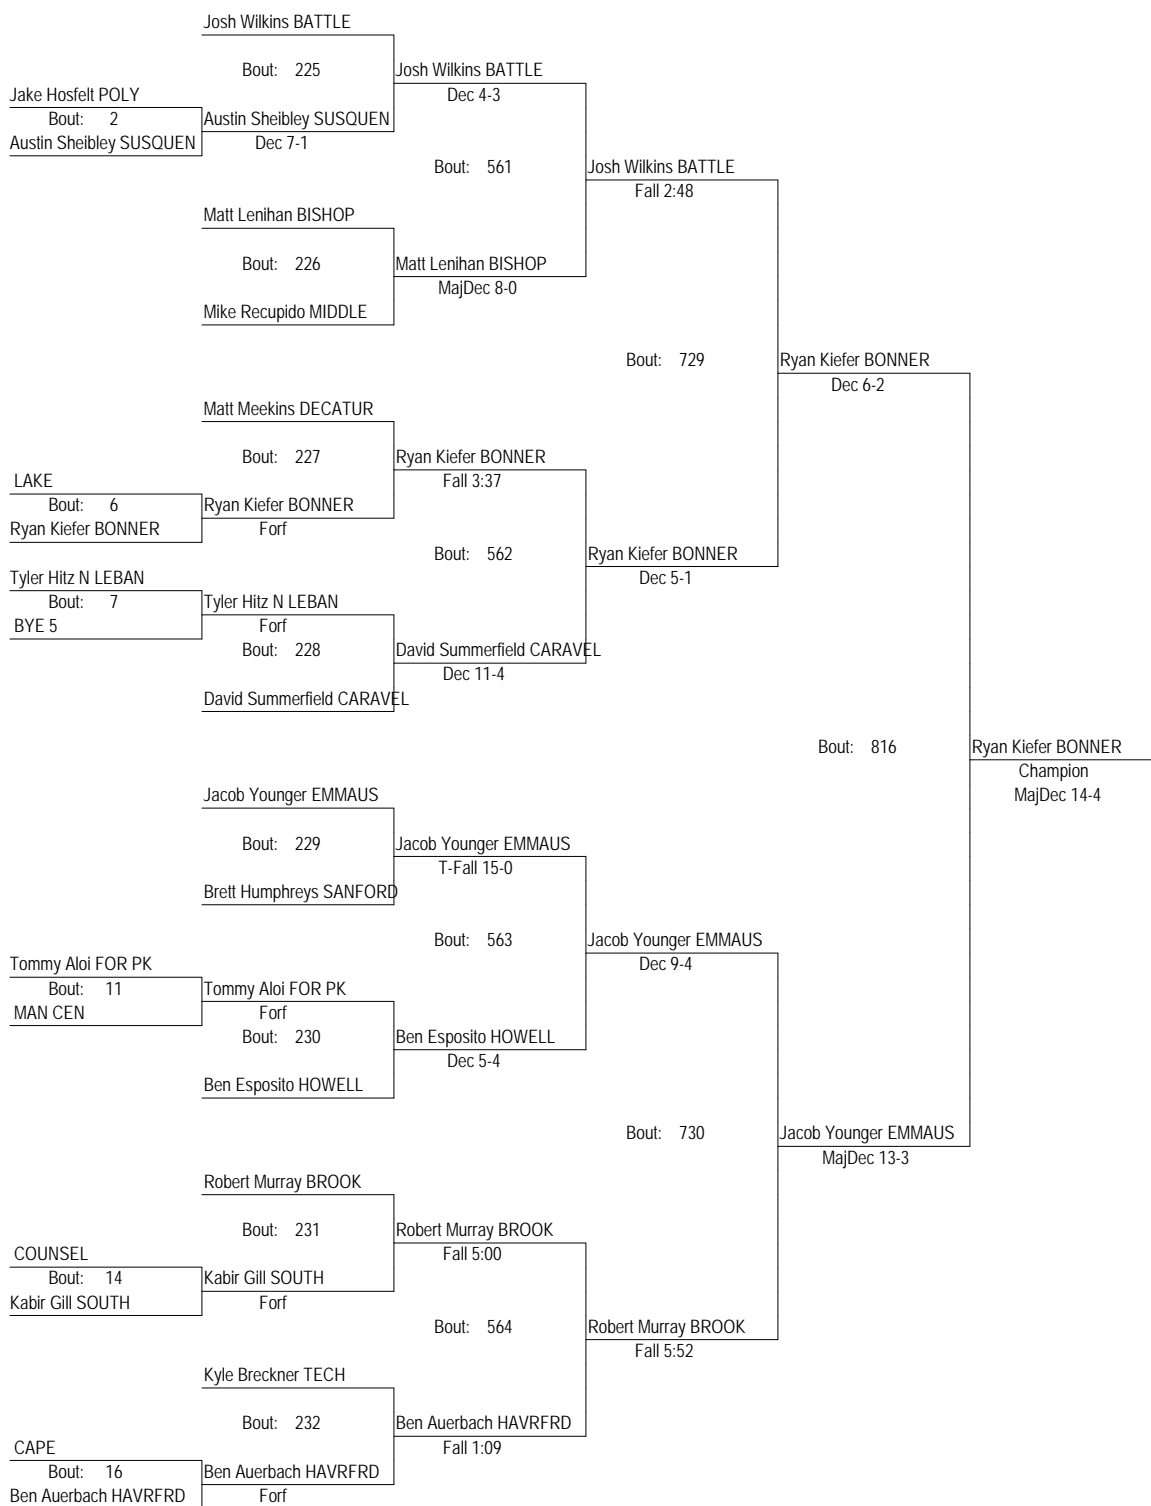 Josh Wilkins BATTLE
Bout: 225
Josh Wilkins BATTLE
Jake Hosfelt POLY
Dec 4-3
Bout: 2
Austin Sheibley SUSQUEN
Austin Sheibley SUSQUEN
Dec 7-1
Bout: 561
Josh Wilkins BATTLE
Fall 2:48
Matt Lenihan BISHOP
Bout: 226
Matt Lenihan BISHOP
MajDec 8-0
Mike Recupido MIDDLE
Bout: 729
Ryan Kiefer BONNER
Dec 6-2
Matt Meekins DECATUR
Bout: 227
Ryan Kiefer BONNER
LAKE
Fall 3:37
Bout: 6
Ryan Kiefer BONNER
Ryan Kiefer BONNER
Forf
Bout: 562
Ryan Kiefer BONNER
Dec 5-1
Tyler Hitz N LEBAN
Bout: 7
Tyler Hitz N LEBAN
BYE 5
Forf
Bout: 228
David Summerfield CARAVEL
Dec 11-4
David Summerfield CARAVEL
Bout: 816
Ryan Kiefer BONNER
Champion
MajDec 14-4
Jacob Younger EMMAUS
Bout: 229
Jacob Younger EMMAUS
T-Fall 15-0
Brett Humphreys SANFORD
Bout: 563
Jacob Younger EMMAUS
Dec 9-4
Tommy Aloi FOR PK
Bout: 11
Tommy Aloi FOR PK
MAN CEN
Forf
Bout: 230
Ben Esposito HOWELL
Dec 5-4
Ben Esposito HOWELL
Bout: 730
Jacob Younger EMMAUS
MajDec 13-3
Robert Murray BROOK
Bout: 231
Robert Murray BROOK
COUNSEL
Fall 5:00
Bout: 14
Kabir Gill SOUTH
Kabir Gill SOUTH
Forf
Bout: 564
Robert Murray BROOK
Fall 5:52
Kyle Breckner TECH
Bout: 232
Ben Auerbach HAVRFRD
CAPE
Fall 1:09
Bout: 16
Ben Auerbach HAVRFRD
Ben Auerbach HAVRFRD
Forf